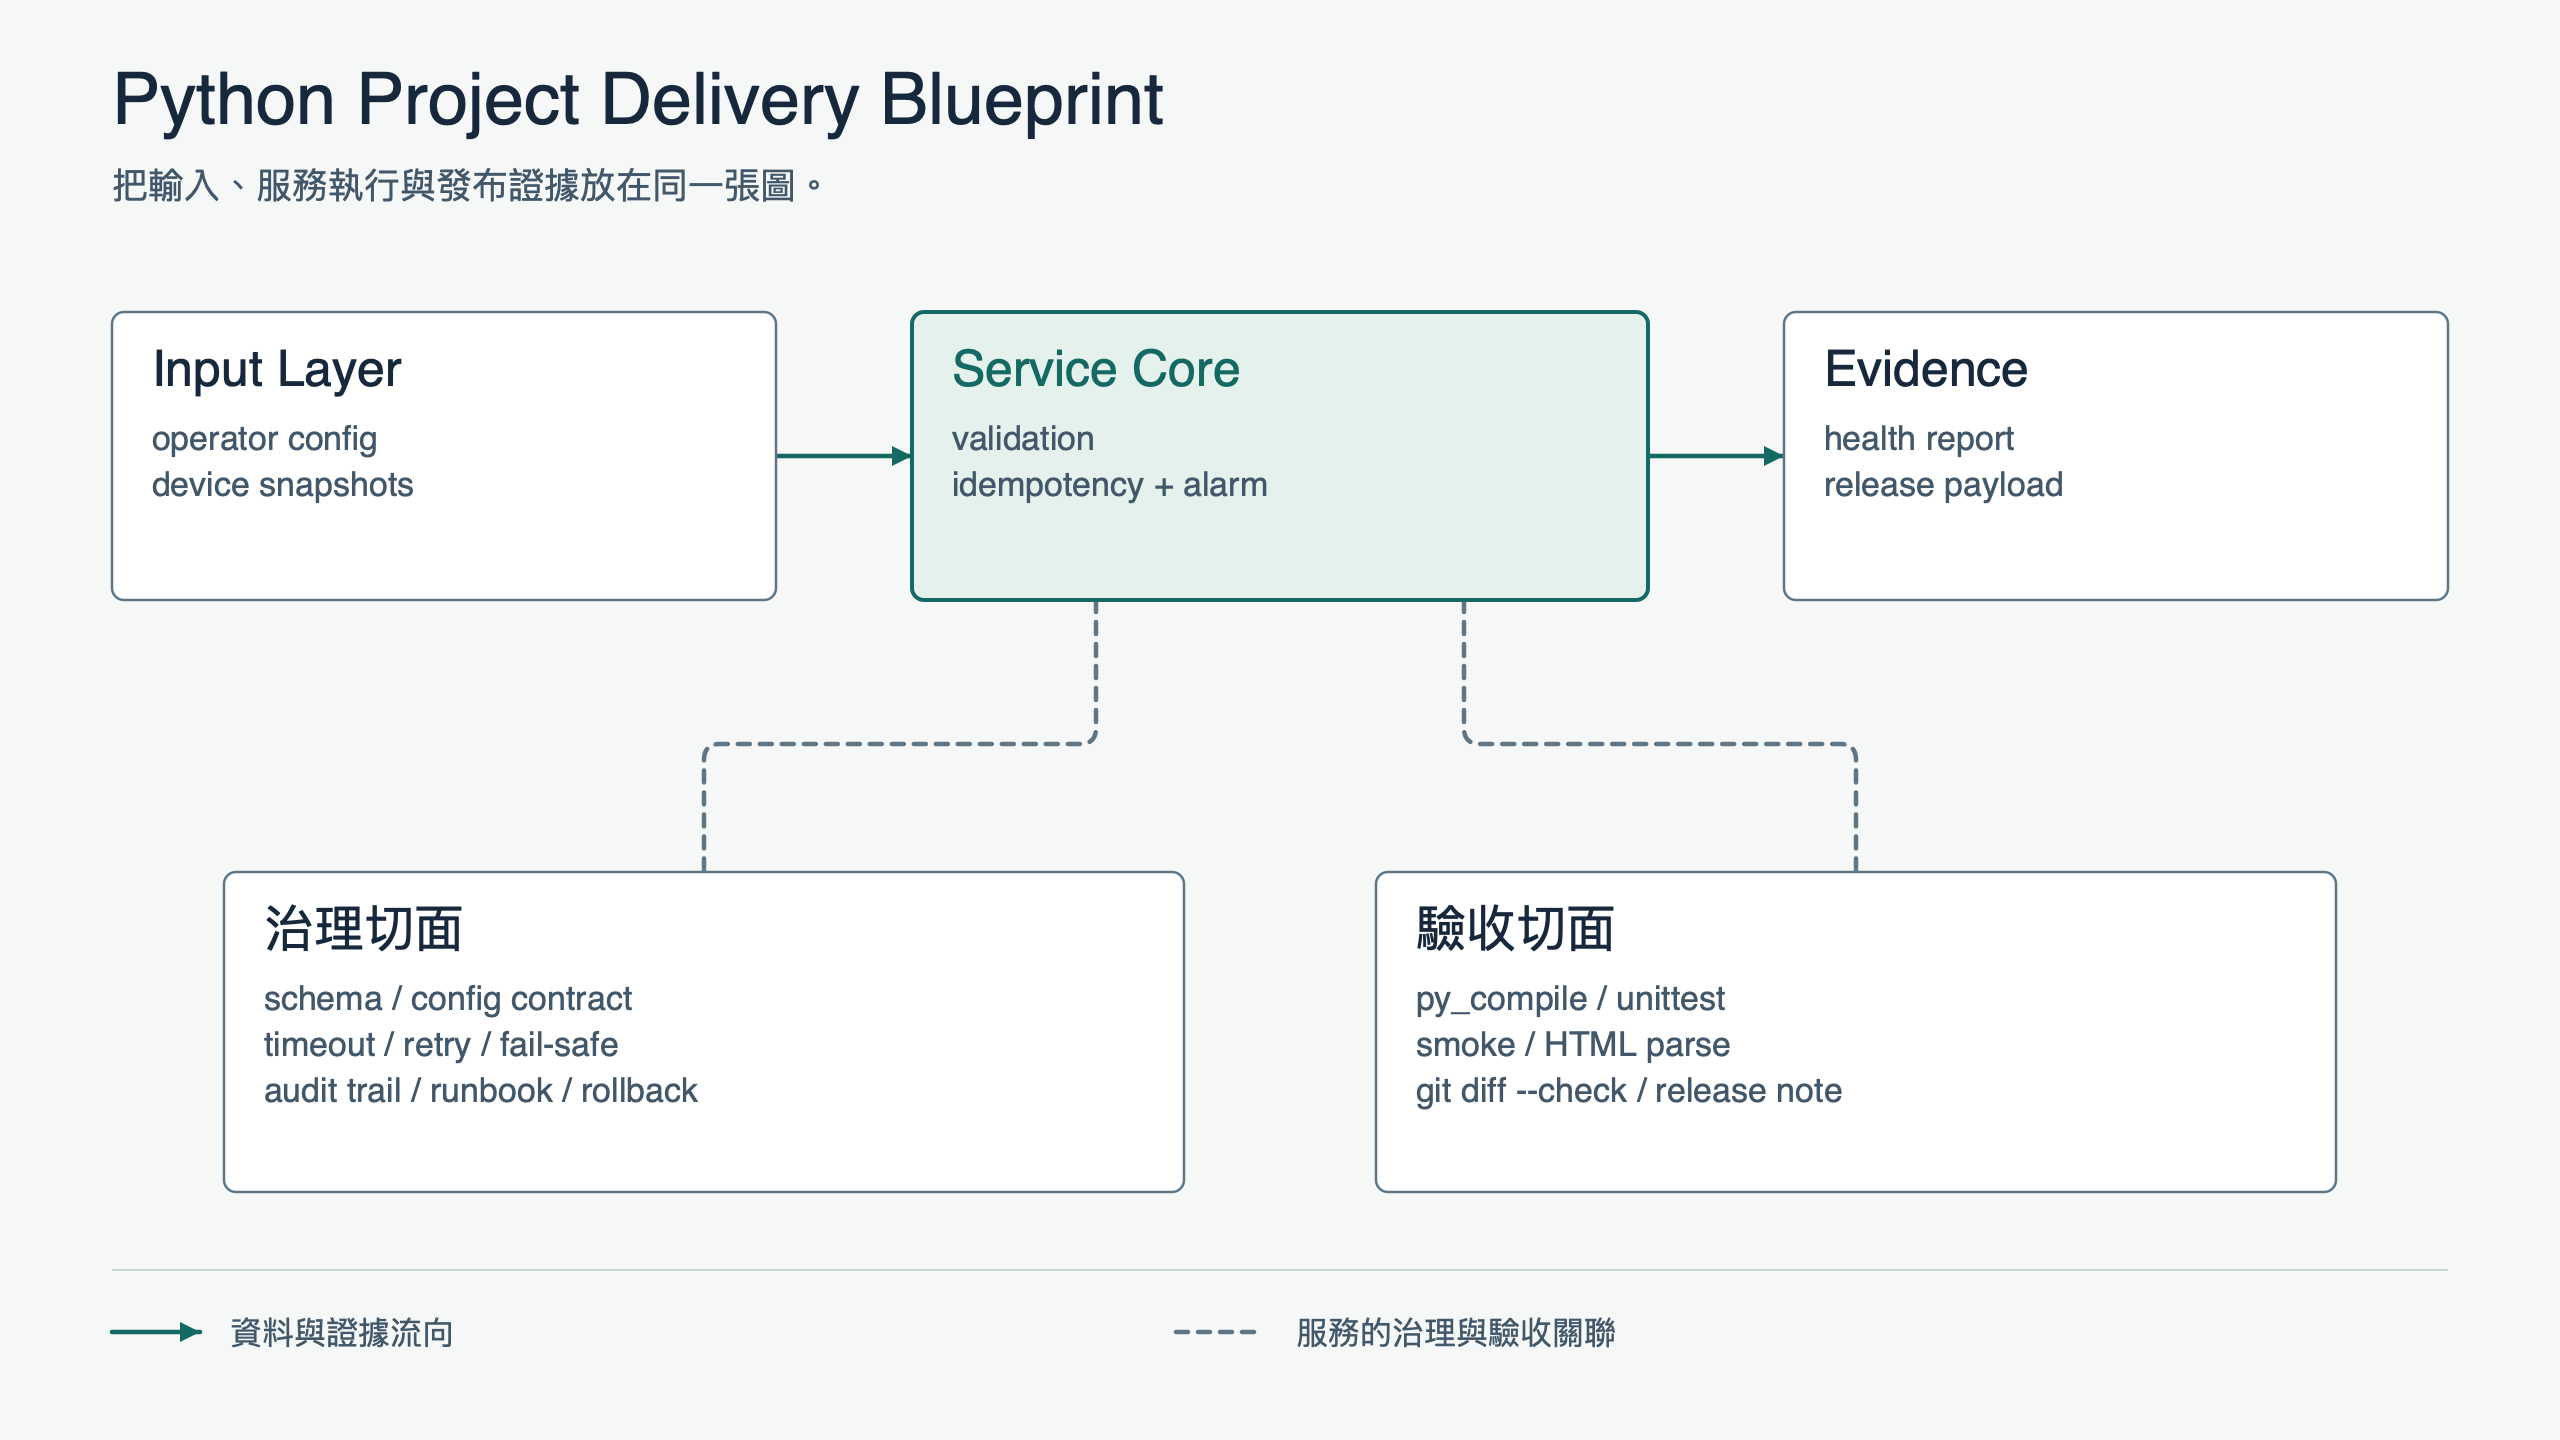 Python Project Delivery Blueprint
把輸入、服務執行與發布證據放在同一張圖。
Input Layer
operator config
device snapshots
Service Core
validation
idempotency + alarm
Evidence
health report
release payload
治理切面
schema / config contract
timeout / retry / fail-safe
audit trail / runbook / rollback
驗收切面
py_compile / unittest
smoke / HTML parse
git diff --check / release note
資料與證據流向
服務的治理與驗收關聯